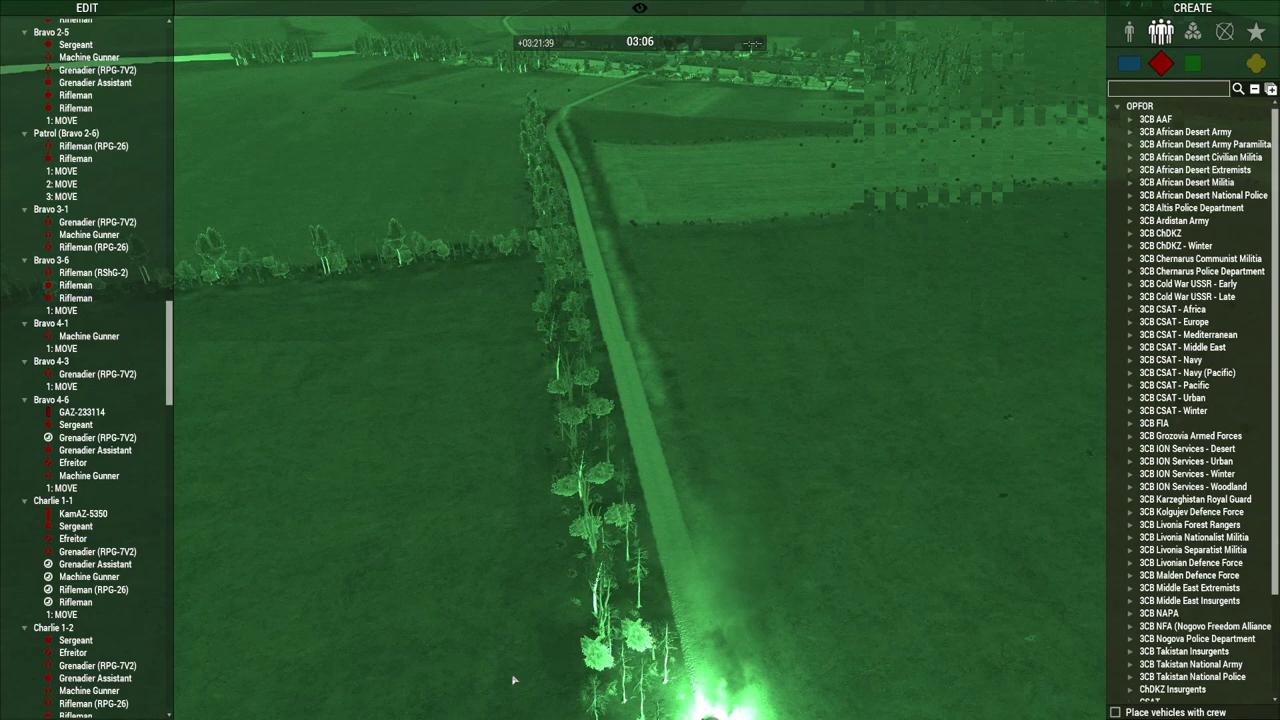 EDIT
Rifleman
Bravo 2-5
Sergeant
Machine Gunner
Grenadier (RPG-7V2)
Grenadier Assistant
Rifleman
Rifleman
1: MOVE
Patrol (Bravo 2-6)
Rifleman (RPG-26)
Rifleman
1: MOVE
2: MOVE
3: MOVE
Bravo 3-1
Grenadier (RPG-7V2)
Machine Gunner
Rifleman (RPG-26)
Bravo 3-6
Rifleman (RShG-2)
Rifleman
Rifleman
1: MOVE
Bravo 4-1
Machine Gunner
1: MOVE
Bravo 4-3
Grenadier (RPG-7V2)
1: MOVE
Bravo 4-6
GAZ-233114
Sergeant
Grenadier (RPG-7V2)
Grenadier Assistant
Efreitor
Machine Gunner
1: MOVE
Charlie 1-1
KamAZ-5350
Sergeant
Efreitor
Grenadier (RPG-7V2)
Grenadier Assistant
Machine Gunner
Rifleman (RPG-26)
Rifleman
1: MOVE
Charlie 1-2
Sergeant
Efreitor
Grenadier (RPG-7V2)
Grenadier Assistant
Machine Gunner
Rifleman (RPG-26)
Rifleman
+03:21:39
03:06
CREATE
OPFOR
3CB AAF
3CB African Desert Army
3CB African Desert Army Paramilita
3CB African Desert Civilian Militia
3CB African Desert Extremists
3CB African Desert Militia
3CB African Desert National Police
3CB Altis Police Department
3CB Ardistan Army
3CB ChDKZ
3CB ChDKZ - Winter
3CB Chernarus Communist Militia
3CB Chernarus Police Department
3CB Cold War USSR - Early
3CB Cold War USSR - Late
3CB CSAT - Africa
3CB CSAT - Europe
3CB CSAT - Mediterranean
3CB CSAT - Middle East
3CB CSAT - Navy
3CB CSAT - Navy (Pacific)
3CB CSAT - Pacific
3CB CSAT - Urban
3CB CSAT - Winter
3CB FIA
3CB Grozovia Armed Forces
3CB ION Services - Desert
3CB ION Services - Urban
3CB ION Services - Winter
3CB ION Services - Woodland
3CB Karzeghistan Royal Guard
3CB Kolgujev Defence Force
3CB Livonia Forest Rangers
3CB Livonia Nationalist Militia
3CB Livonia Separatist Militia
3CB Livonian Defence Force
3CB Malden Defence Force
3CB Middle East Extremists
3CB Middle East Insurgents
3CB NAPA
3CB NFA (Nogovo Freedom Alliance
3CB Nogova Police Department
3CB Takistan Insurgents
3CB Takistan National Army
3CB Takistan National Police
ChDKZ Insurgents
CSAT
Place vehicles with crew